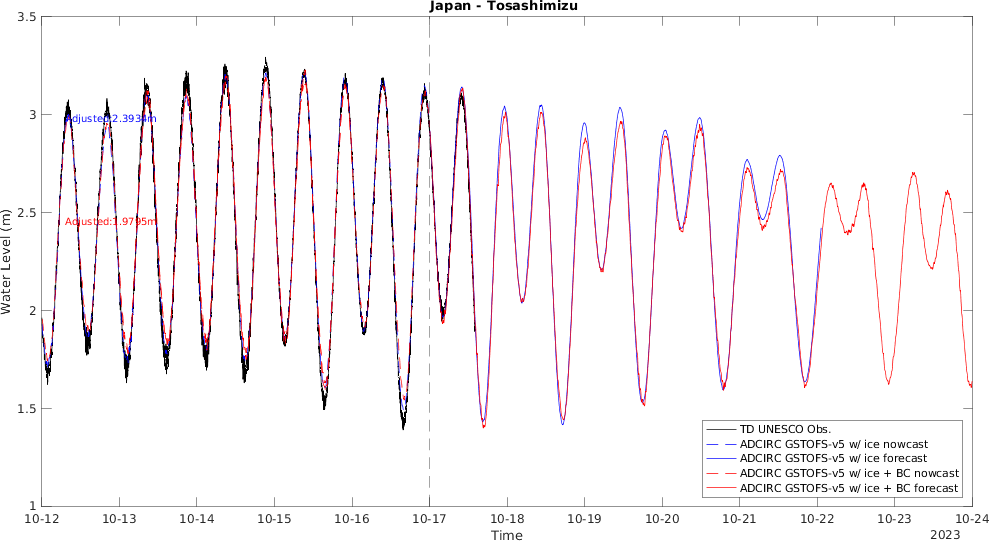 Japan - Tosashimizu
3.5
3
2.5
2
1.5
1
Water Level (m)
Adjusted:2.3934m
Adjusted:1.9795m
TD UNESCO Obs.
ADCIRC GSTOFS-v5 w/ ice nowcast
ADCIRC GSTOFS-v5 w/ ice forecast
ADCIRC GSTOFS-v5 w/ ice + BC nowcast
ADCIRC GSTOFS-v5 w/ ice + BC forecast
10-12 10-13 10-14 10-15 10-16 10-17 10-18 10-19 10-20 10-21 10-22 10-23 10-24
Time
2023